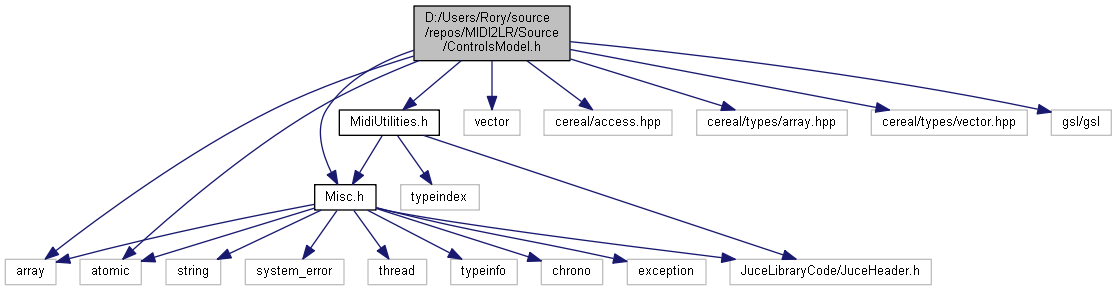 D:/Users/Rory/source
/repos/MIDI2LR/Source
/ControlsModel.h
MidiUtilities.h
vector
cereal/access.hpp
cereal/types/array.hpp
cereal/types/vector.hpp
gsl/gsl
Misc.h
typeindex
array
atomic
string
system_error
thread
typeinfo
chrono
exception
JuceLibraryCode/JuceHeader.h